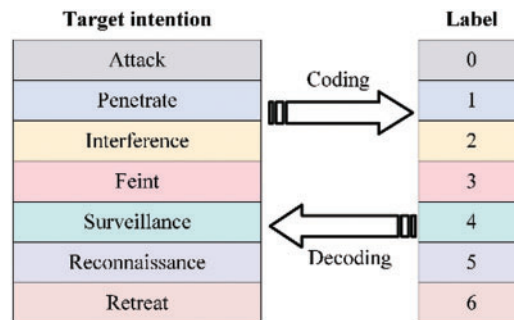 Target intention
Label
Attack
0
Coding
Penetrate
1
Interference
2
Feint
3
Surveillance
4
Decoding
Reconnaissance
5
Retreat
6